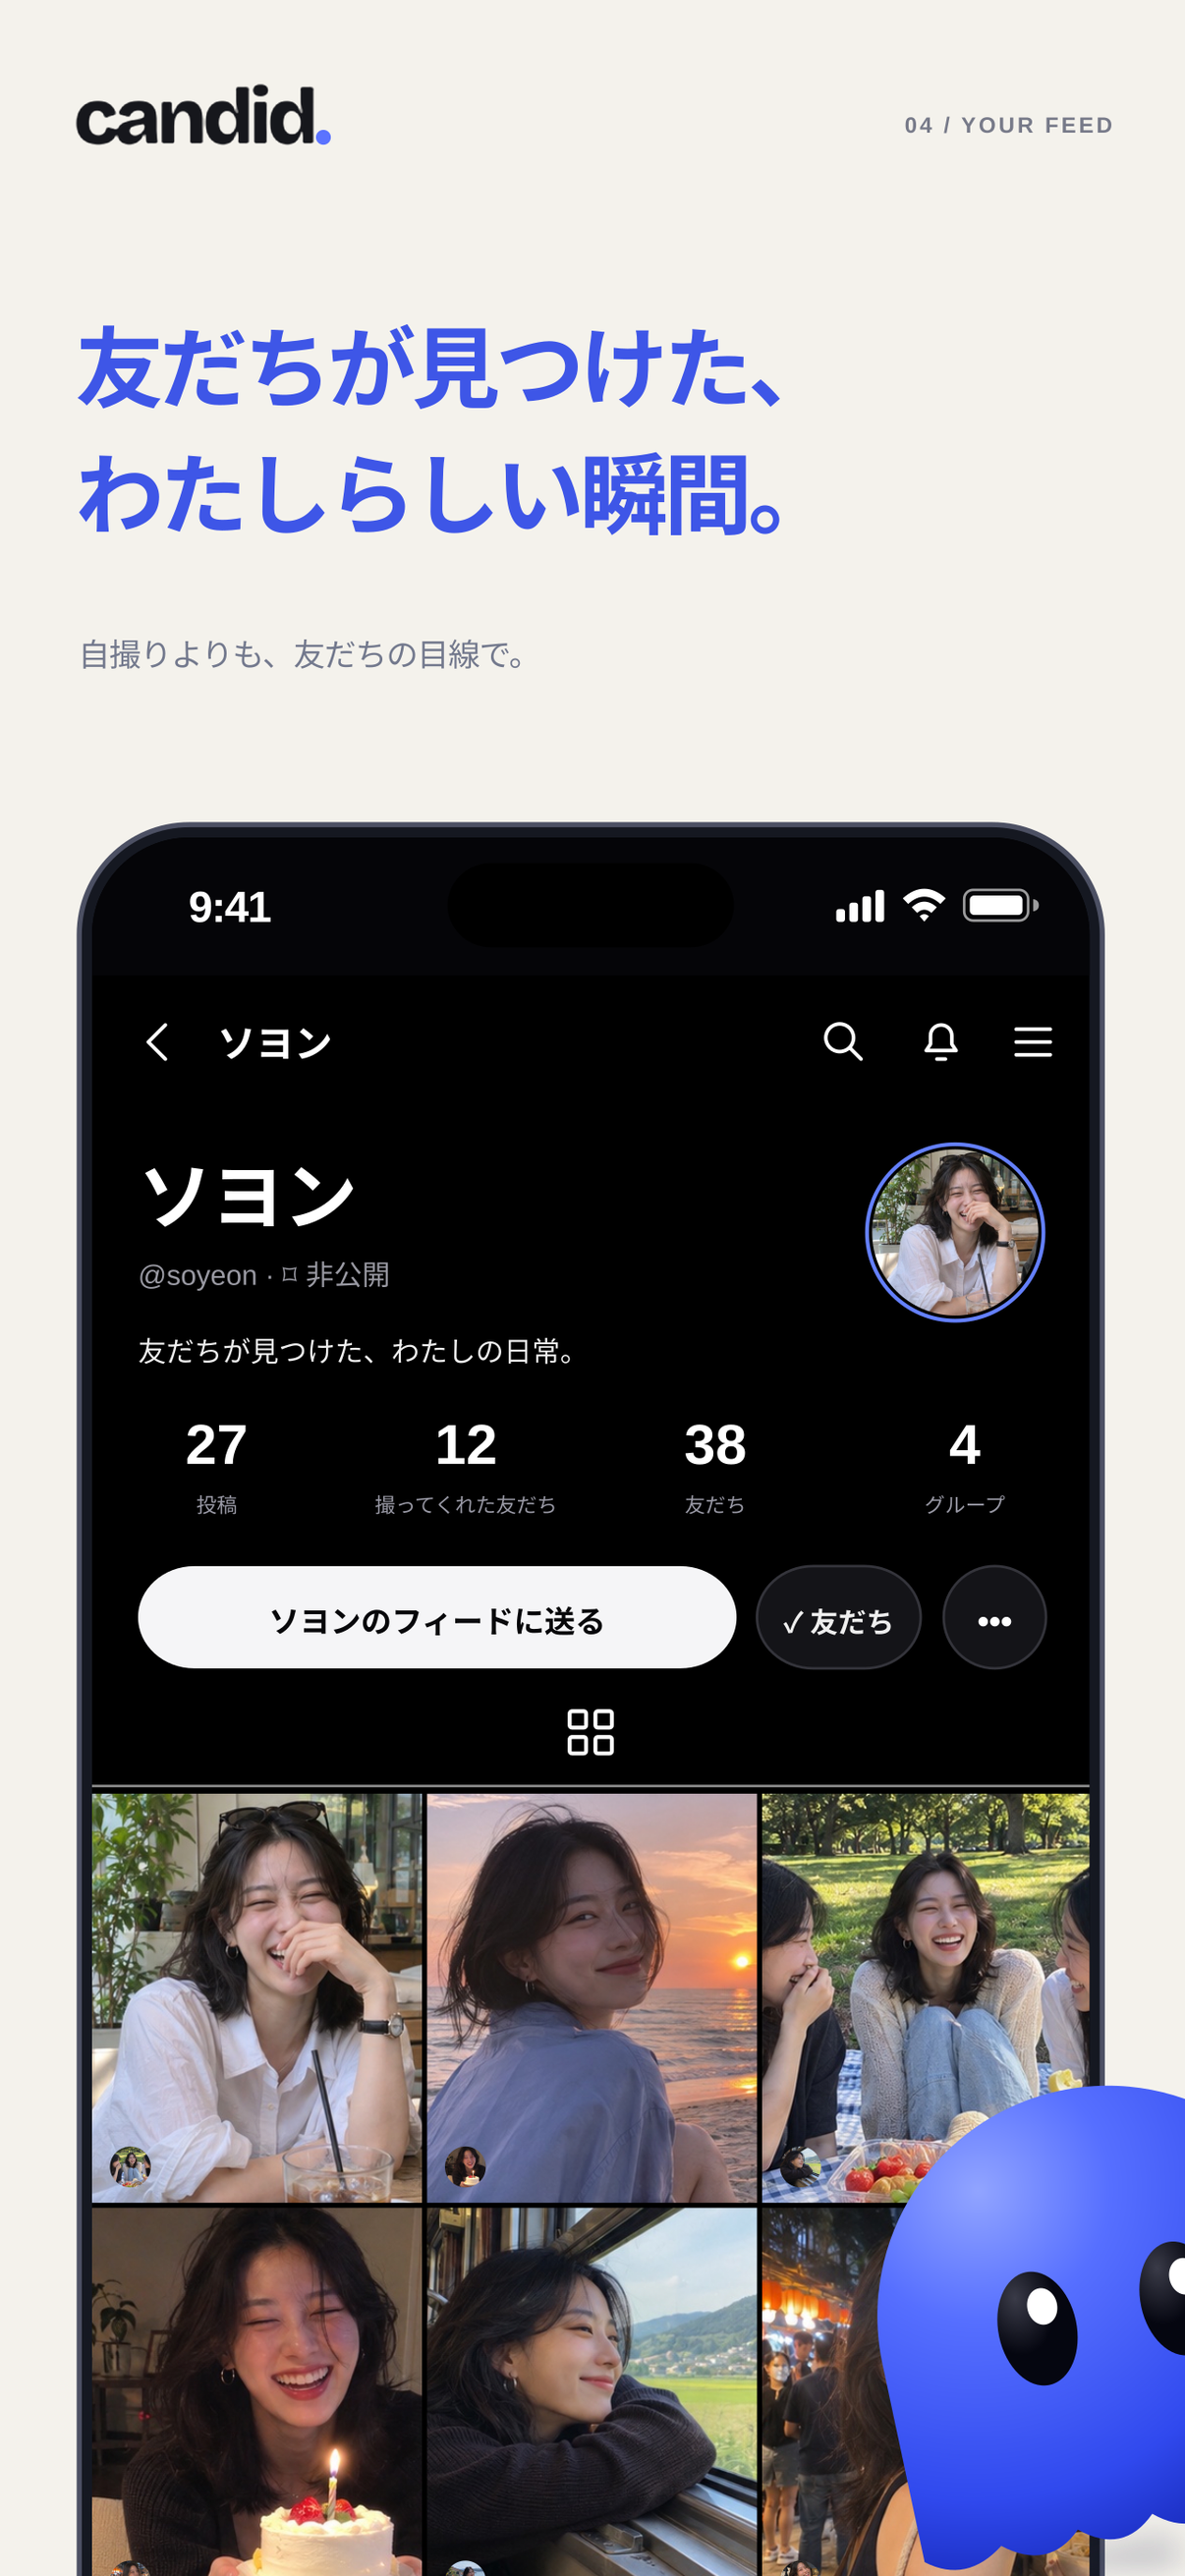 candid.
04 / YOUR FEED
友だちが見つけた、
わたしらしい瞬間。
自撮りよりも、友だちの目線で。
9:41
ソヨン
ソヨン
@soyeon · ⌑ 非公開
友だちが見つけた、わたしの日常。
27 12 38 4
投稿 撮ってくれた友だち 友だち グループ
ソヨンのフィードに送る ✓ 友だち •••